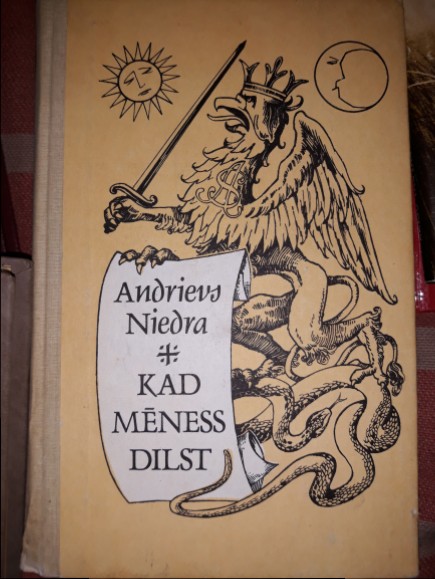 Andrievs
Niedra
KAD
MĒNESS
DILST